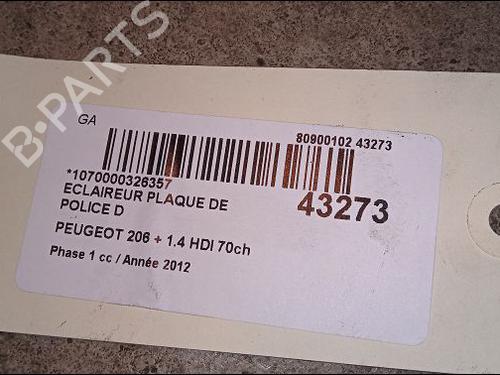 B-PARTS
GA
80900102 43273
*1070000326357
ECLAIREUR PLAQUE DE
POLICE D
43273
PEUGEOT 206 + 1.4 HDI 70ch
Phase 1 cc / Année 2012